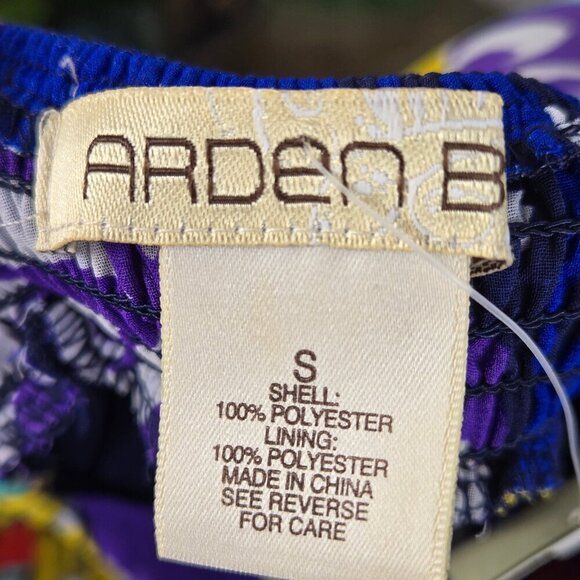 ARDEN B
S
SHELL:
100% POLYESTER
LINING:
100% POLYESTER
MADE IN CHINA
SEE REVERSE
FOR CARE